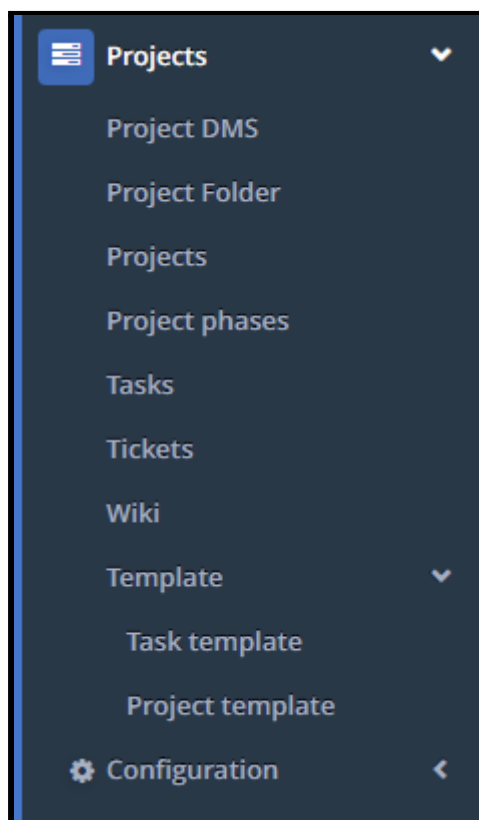 Projects
Project DMS
Project Folder
Projects
Project phases
Tasks
Tickets
Wiki
Template
Task template
Project template
Configuration